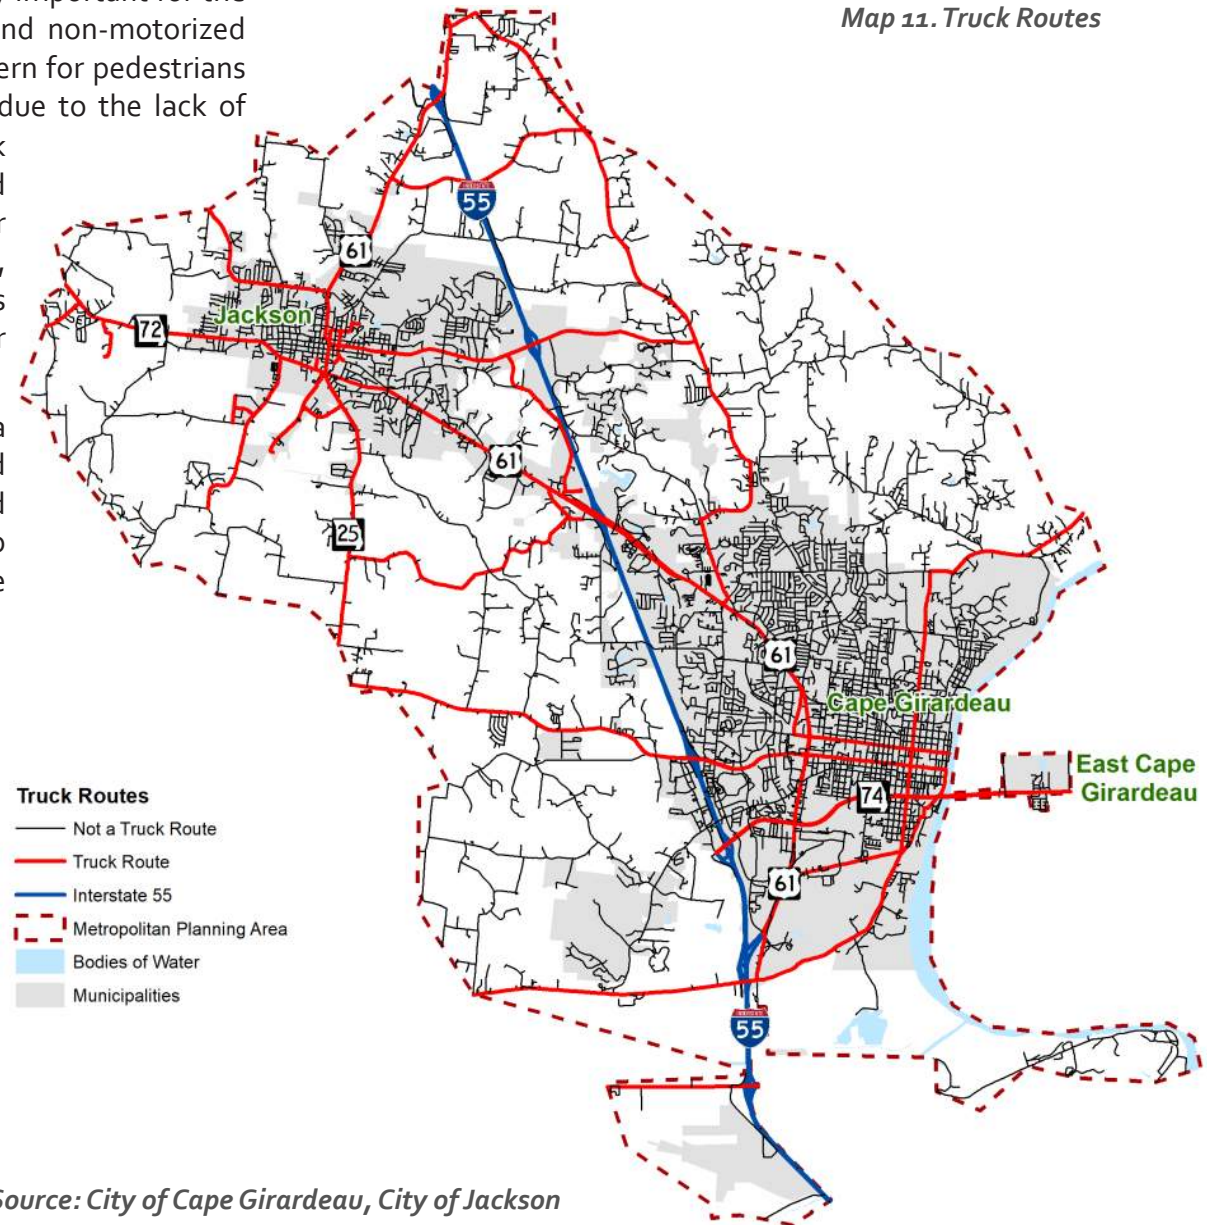 important for the
nd non-motorized
ern for pedestrians
due to the lack of
Map 11. Truck Routes
55
61
Jackson
72
61
25
61
Cape Girardeau
East Cape
Girardeau
74
61
55
Truck Routes
Not a Truck Route
Truck Route
Interstate 55
Metropolitan Planning Area
Bodies of Water
Municipalities
Source: City of Cape Girardeau, City of Jackson